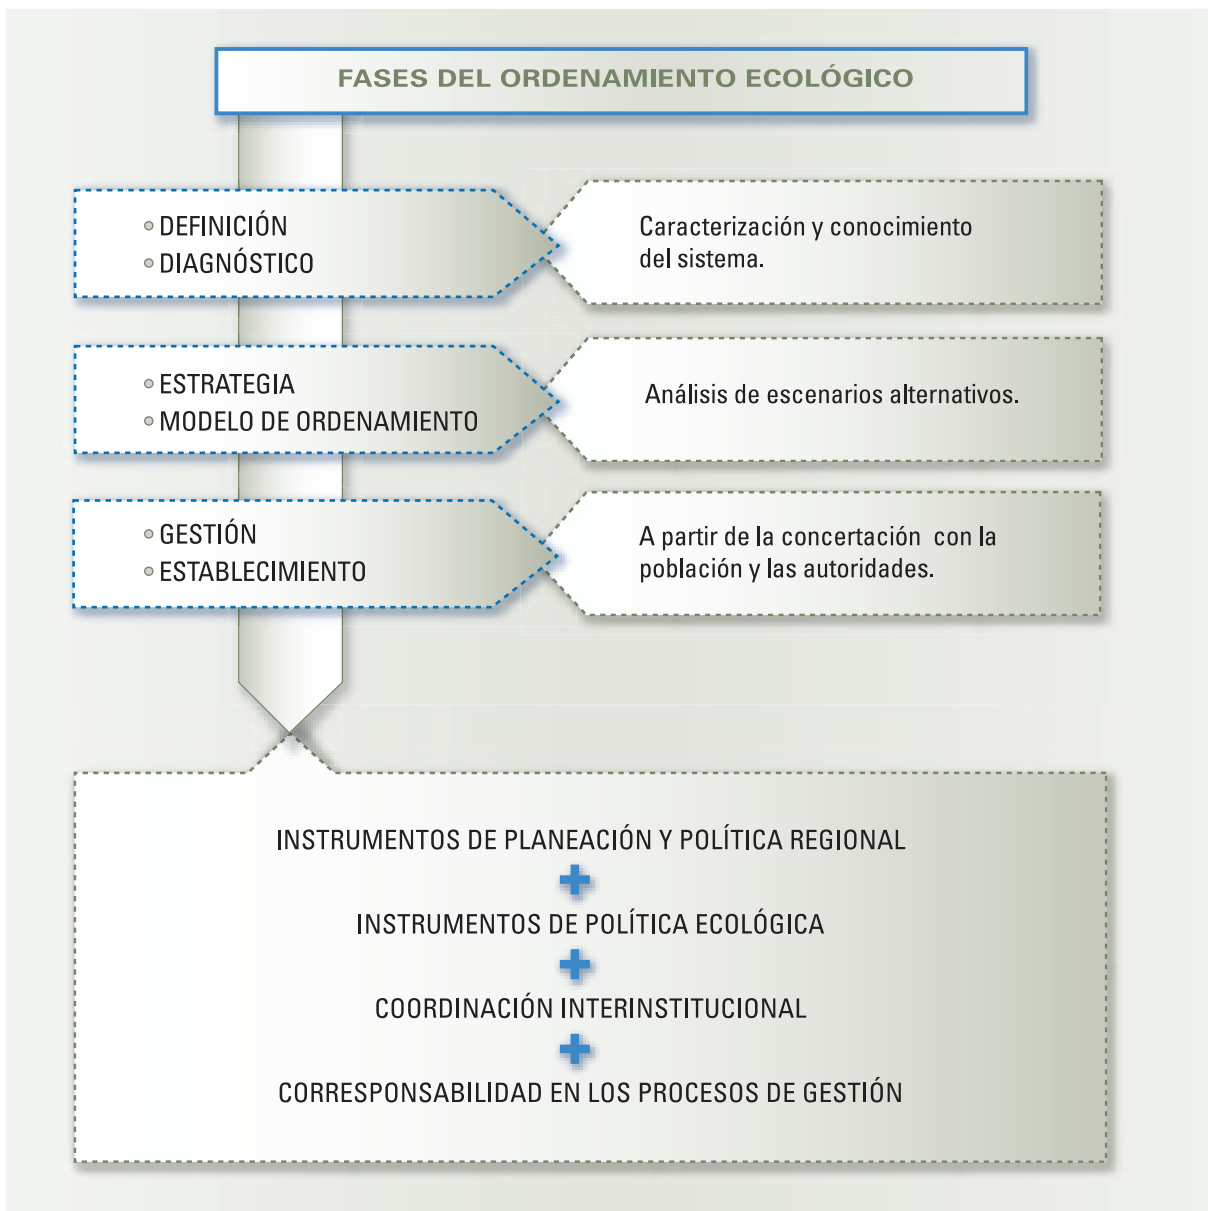 FASES DEL ORDENAMIENTO ECOLÓGICO
DEFINICIÓN
DIAGNÓSTICO
Caracterización y conocimiento
del sistema.
ESTRATEGIA
MODELO DE ORDENAMIENTO
Análisis de escenarios alternativos.
GESTIÓN
ESTABLECIMIENTO
A partir de la concertación con la
población y las autoridades.
INSTRUMENTOS DE PLANEACIÓN Y POLÍTICA REGIONAL
INSTRUMENTOS DE POLÍTICA ECOLÓGICA
COORDINACIÓN INTERINSTITUCIONAL
CORRESPONSABILIDAD EN LOS PROCESOS DE GESTIÓN